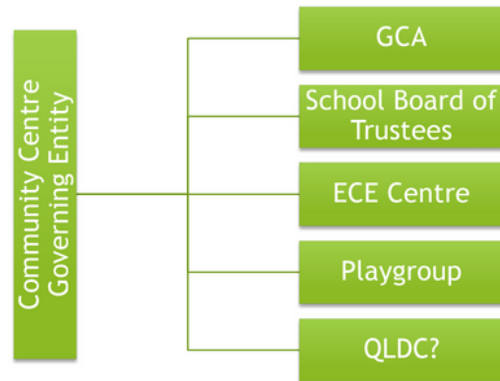 Community Centre
Governing Entity
GCA
School Board of
Trustees
ECE Centre
Playgroup
QLDC?